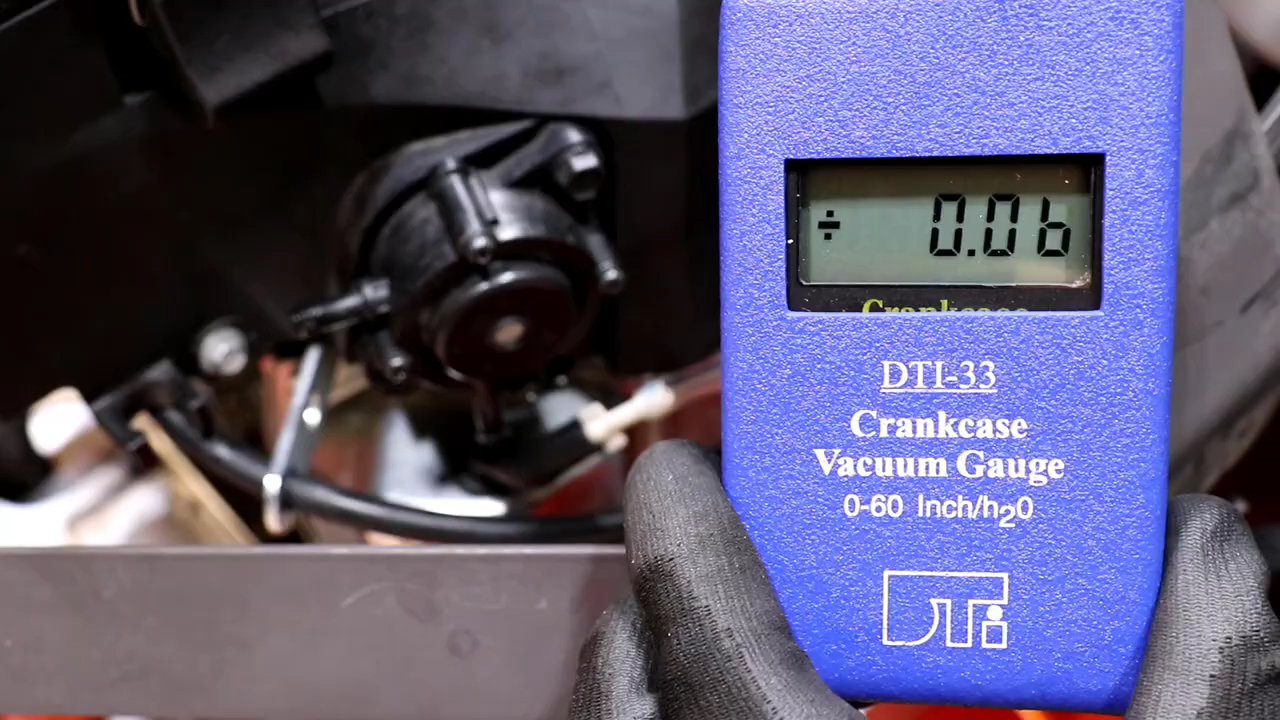 ÷ 0.06
Crankcase
DTI-33
Crankcase
Vacuum Gauge
0-60 Inch/h₂0
DTi